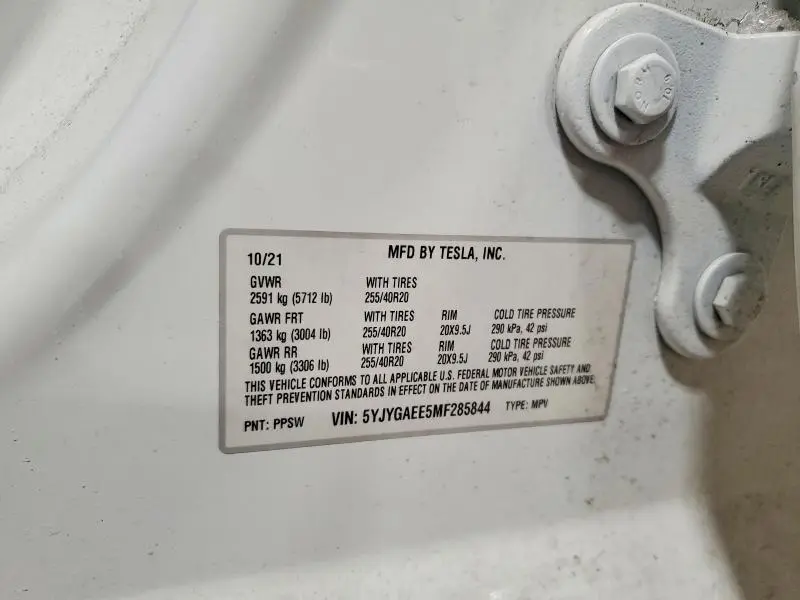 10/21 MFD BY TESLA, INC.
GVWR WITH TIRES
2591 kg (5712 lb) 255/40R20
GAWR FRT WITH TIRES RIM COLD TIRE PRESSURE
1363 kg (3004 lb) 255/40R20 20X9.5J 290 kPa, 42 psi
GAWR RR WITH TIRES RIM COLD TIRE PRESSURE
1500 kg (3306 lb) 255/40R20 20X9.5J 290 kPa, 42 psi
THIS VEHICLE CONFORMS TO ALL APPLICABLE U.S. FEDERAL MOTOR VEHICLE SAFETY AND
THEFT PREVENTION STANDARDS IN EFFECT ON THE DATE OF MANUFACTURE SHOWN ABOVE.
PNT: PPSW VIN: 5YJYGAEE5MF285844 TYPE: MPV